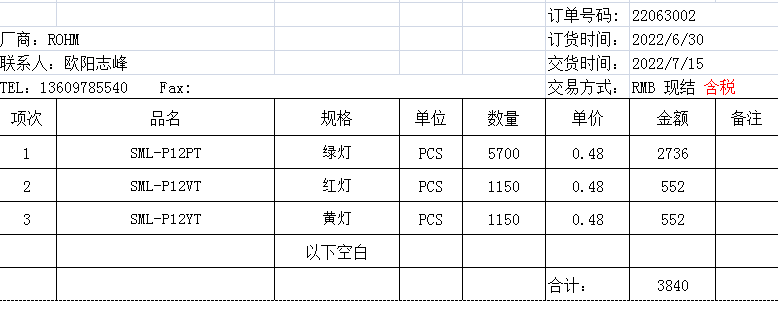 订单号码: 22063002
厂商：ROHM 订货时间: 2022/6/30
联系人：欧阳志峰 交货时间: 2022/7/15
TEL：13609785540 Fax: 交易方式: RMB 现结 含税
项次 品名 规格 单位 数量 单价 金额 备注
1 SML-P12PT 绿灯 PCS 5700 0.48 2736
2 SML-P12VT 红灯 PCS 1150 0.48 552
3 SML-P12YT 黄灯 PCS 1150 0.48 552
以下空白
合计： 3840